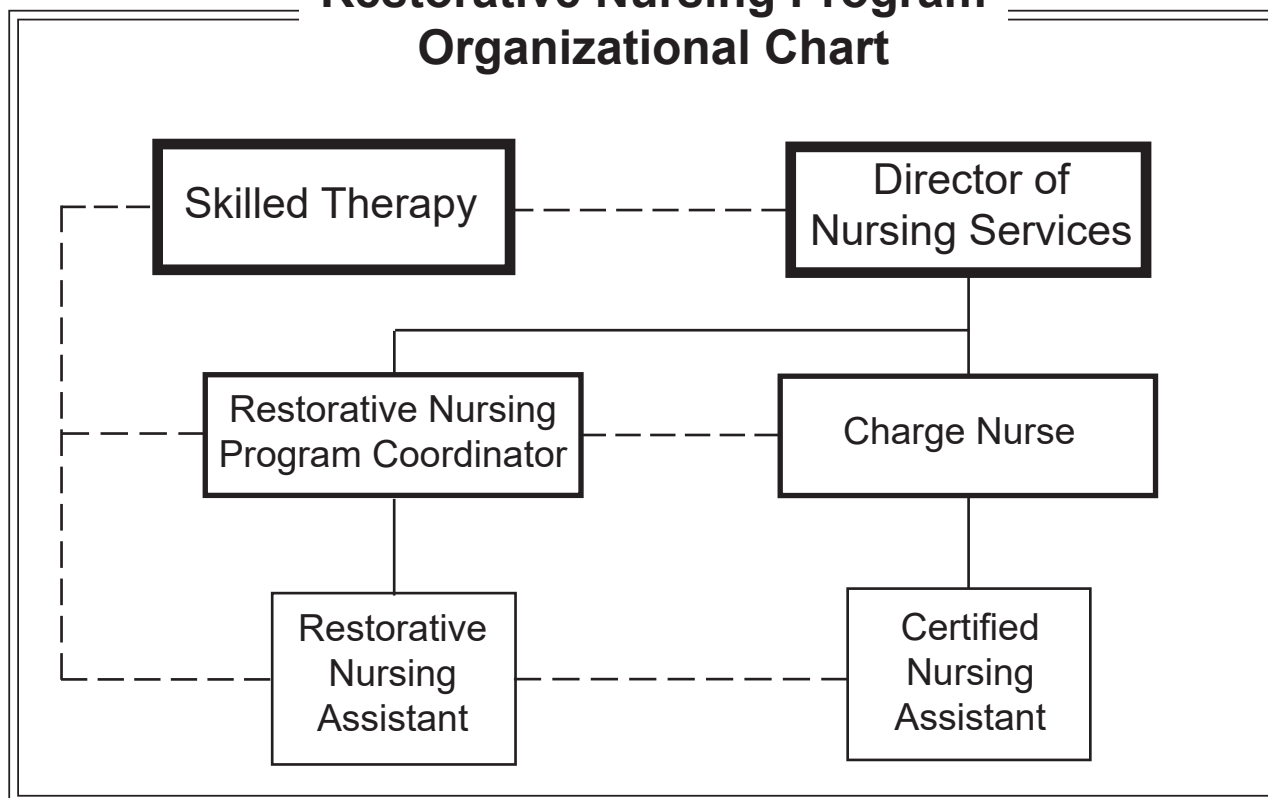 Restorative Nursing Program
Organizational Chart
Skilled Therapy
Director of
Nursing Services
Restorative Nursing
Program Coordinator
Charge Nurse
Restorative
Nursing
Assistant
Certified
Nursing
Assistant